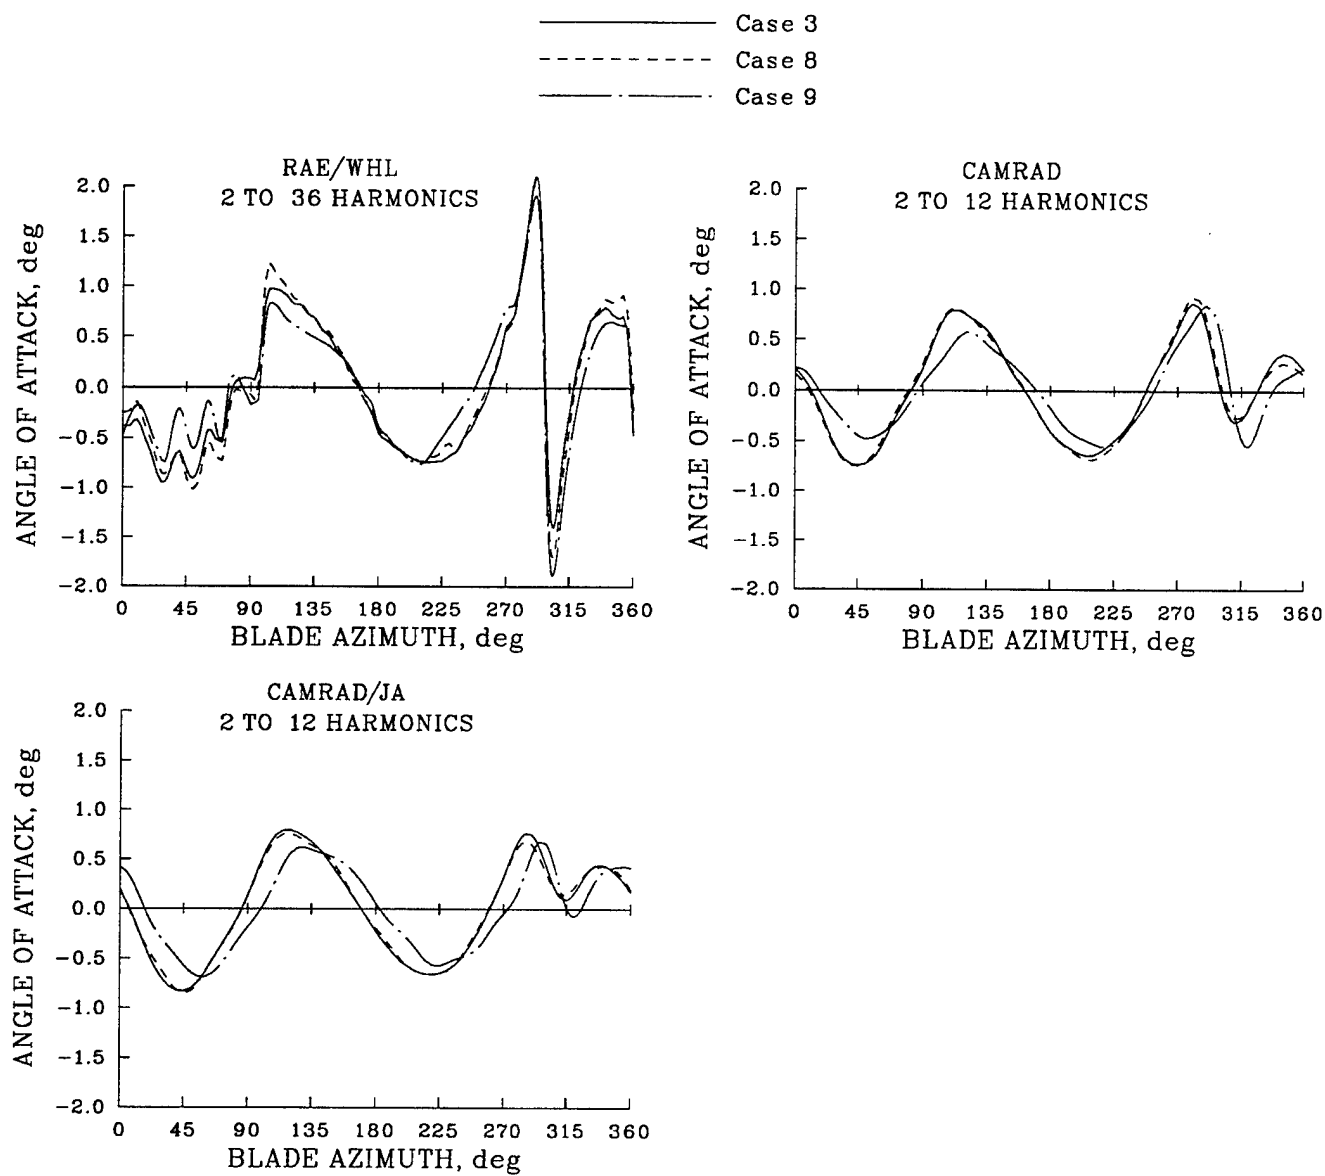 Case 3
Case 8
Case 9
RAE/WHL
2 TO 36 HARMONICS
ANGLE OF ATTACK, deg
2.0
1.5
1.0
0.5
0.0
-0.5
-1.0
-1.5
-2.0
0 45 90 135 180 225 270 315 360
BLADE AZIMUTH, deg
CAMRAD
2 TO 12 HARMONICS
ANGLE OF ATTACK, deg
2.0
1.5
1.0
0.5
0.0
-0.5
-1.0
-1.5
-2.0
0 45 90 135 180 225 270 315 360
BLADE AZIMUTH, deg
CAMRAD/JA
2 TO 12 HARMONICS
ANGLE OF ATTACK, deg
2.0
1.5
1.0
0.5
0.0
-0.5
-1.0
-1.5
-2.0
0 45 90 135 180 225 270 315 360
BLADE AZIMUTH, deg